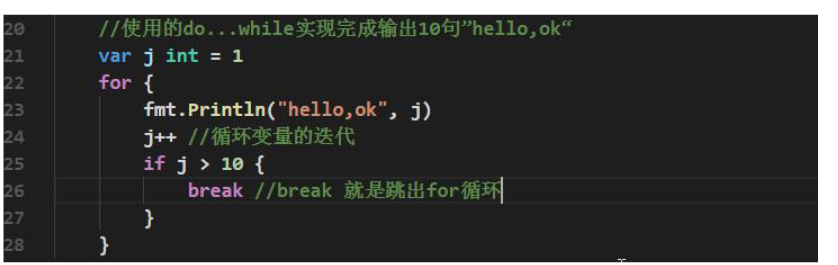 20 //使用的do...while实现完成输出10句”hello,ok“
21 var j int = 1
22 for {
23 fmt.Println("hello,ok", j)
24 j++ //循环变量的迭代
25 if j > 10 {
26 break //break 就是跳出for循环
27 }
28 }